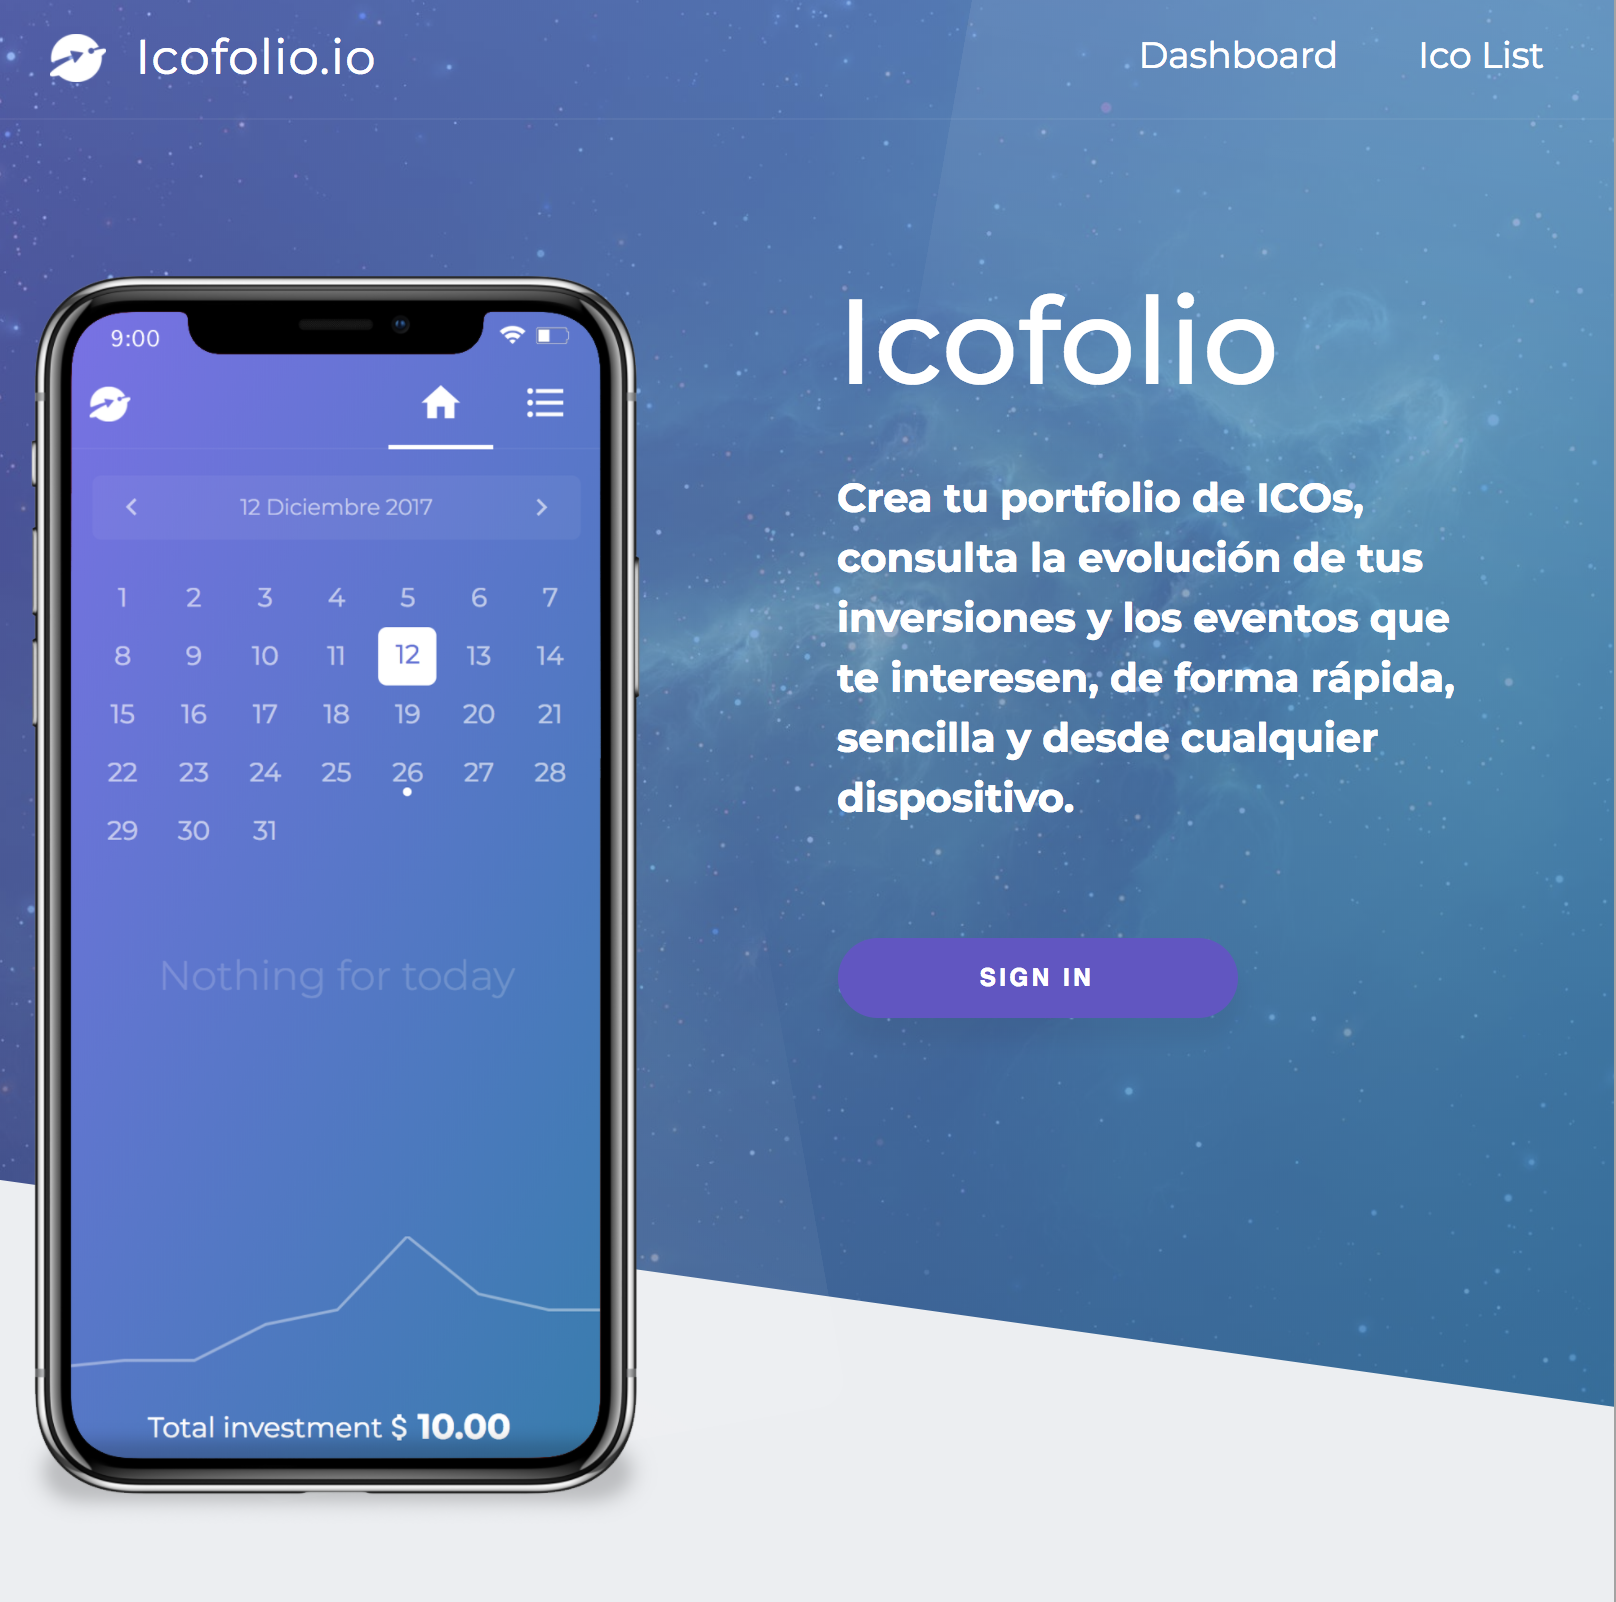 Icofolio.io
Dashboard
Ico List
9:00
12 Diciembre 2017
1 2 3 4 5 6 7
8 9 10 11 12 13 14
15 16 17 18 19 20 21
22 23 24 25 26 27 28
29 30 31
Nothing for today
Total investment $ 10.00
Icofolio
Crea tu portfolio de ICOs,
consulta la evolución de tus
inversiones y los eventos que
te interesen, de forma rápida,
sencilla y desde cualquier
dispositivo.
SIGN IN